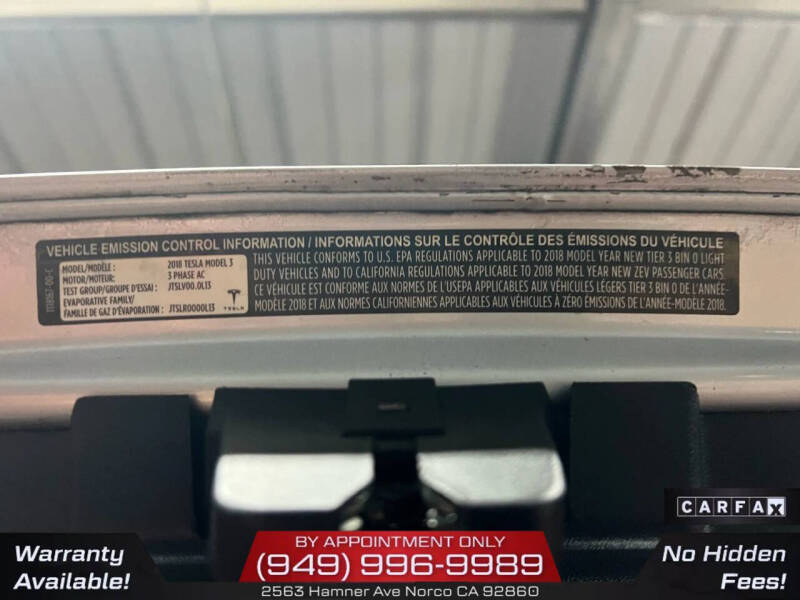 VEHICLE EMISSION CONTROL INFORMATION / INFORMATIONS SUR LE CONTRÔLE DES ÉMISSIONS DU VÉHICULE
MODEL/MODÈLE : 2018 TESLA MODEL 3
MOTOR/MOTEUR: 3 PHASE AC
TEST GROUP/GROUPE D'ESSAI : JTSLV00.0L13
EVAPORATIVE FAMILY/
FAMILLE DE GAZ D'ÉVAPORATION : JTSLR0000L13
TESLA
THIS VEHICLE CONFORMS TO U.S. EPA REGULATIONS APPLICABLE TO 2018 MODEL YEAR NEW TIER 3 BIN 0 LIGHT
DUTY VEHICLES AND TO CALIFORNIA REGULATIONS APPLICABLE TO 2018 MODEL YEAR NEW ZEV PASSENGER CARS.
CE VÉHICULE EST CONFORME AUX NORMES DE L'USEPA APPLICABLES AUX VÉHICULES LÉGERS TIER 3 BIN 0 DE L'ANNÉE-
MODÈLE 2018 ET AUX NORMES CALIFORNIENNES APPLICABLES AUX VÉHICULES À ZÉRO ÉMISSIONS DE L'ANNÉE-MODÈLE 2018.
CARFAX
Warranty
Available!
BY APPOINTMENT ONLY
(949) 996-9989
2563 Hamner Ave Norco CA 92860
No Hidden
Fees!